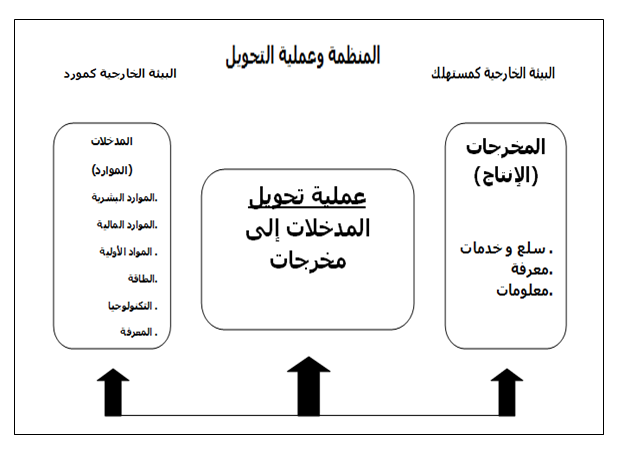 المنظمة وعملية التحويل
البيئة الخارجية كمستهلك
البيئة الخارجية كمورد
المخرجات
(الإنتاج)
. سلع و خدمات
.معرفة
.معلومات
عملية تحويل
المدخلات إلى
مخرجات
المدخلات
(الموارد)
.الموارد البشرية
.الموارد المالية
. المواد الأولية
.الطاقة
. التكنولوجيا
. المعرفة